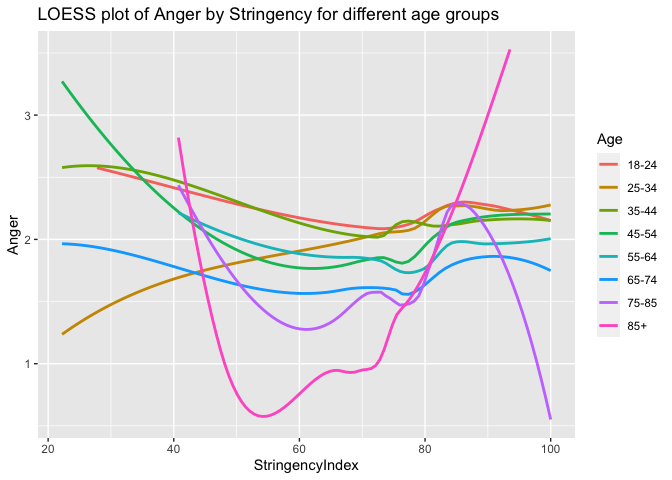 LOESS plot of Anger by Stringency for different age groups
Anger
3
2
1
20 40 60 80 100
StringencyIndex
Age
18-24
25-34
35-44
45-54
55-64
65-74
75-85
85+